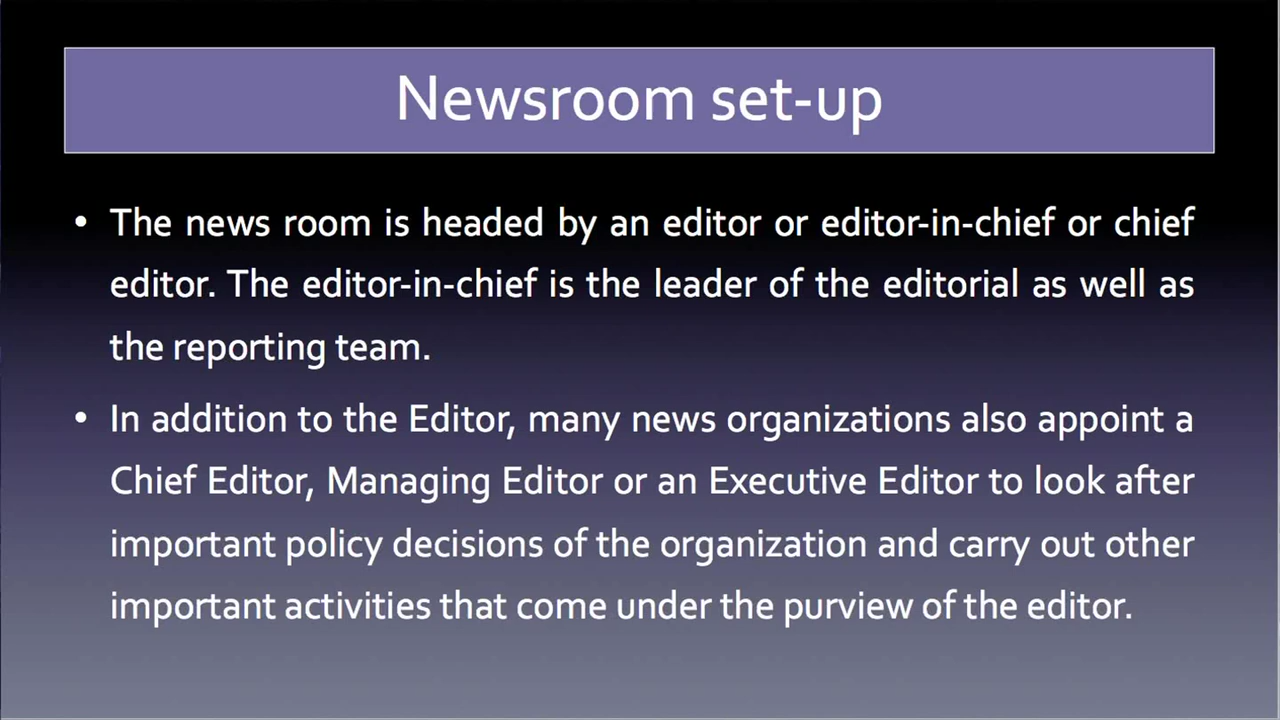 Newsroom set-up
• The news room is headed by an editor or editor-in-chief or chief
editor. The editor-in-chief is the leader of the editorial as well as
the reporting team.
• In addition to the Editor, many news organizations also appoint a
Chief Editor, Managing Editor or an Executive Editor to look after
important policy decisions of the organization and carry out other
important activities that come under the purview of the editor.